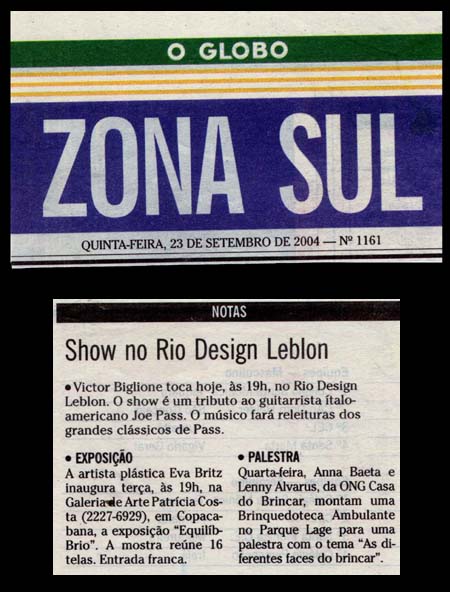 O GLOBO
ZONA SUL
QUINTA-FEIRA, 23 DE SETEMBRO DE 2004 — Nº 1161
NOTAS
Show no Rio Design Leblon
• Victor Biglione toca hoje, às 19h, no Rio Design
Leblon. O show é um tributo ao guitarrista ítalo-
americano Joe Pass. O músico fará releituras dos
grandes clássicos de Pass.
• EXPOSIÇÃO
A artista plástica Eva Britz
inaugura terça, às 19h, na
Galeria de Arte Patrícia Cos-
ta (2227-6929), em Copaca-
bana, a exposição “Equilíb-
Brio”. A mostra reúne 16
telas. Entrada franca.
• PALESTRA
Quarta-feira, Anna Baeta e
Lenny Alvarus, da ONG Casa
do Brincar, montam uma
Brinquedoteca Ambulante
no Parque Lage para uma
palestra com o tema “As di-
ferentes faces do brincar”.